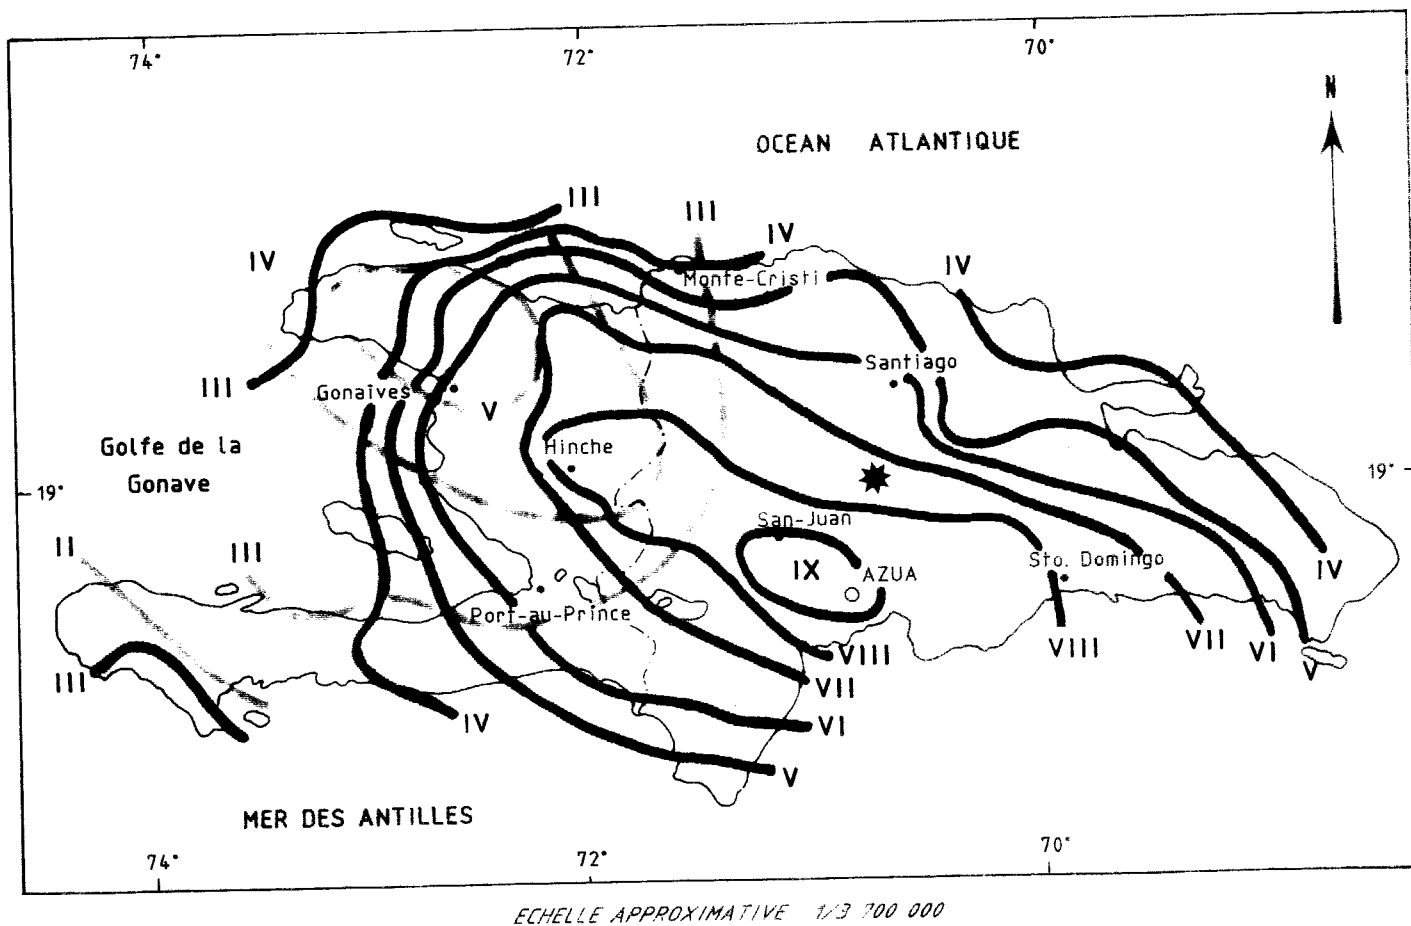 74°
72°
70°
N
OCEAN ATLANTIQUE
III
III
IV
IV
IV
Monte-Cristi
III
Gonaïves
V
Santiago
Golfe de la
Gonave
Hinche
19°
19°
San-Juan
II
III
IX
AZUA
Sto. Domingo
IV
Port-au-Prince
VIII
VIII
VII
VI
V
III
VII
IV
VI
V
MER DES ANTILLES
74°
72°
70°
ECHELLE APPROXIMATIVE 1/3 700 000